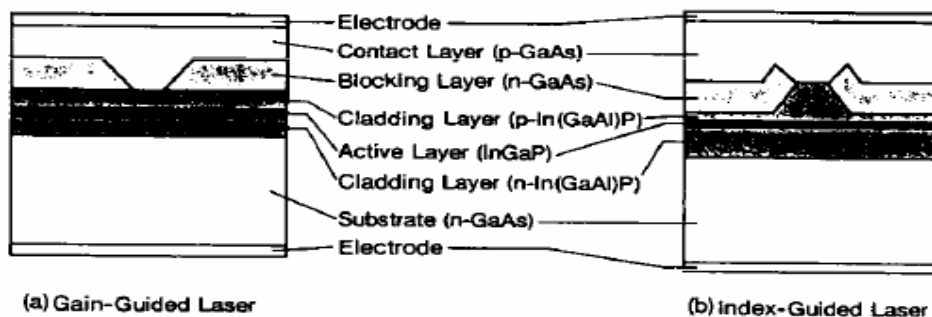 Electrode
Contact Layer (p-GaAs)
Blocking Layer (n-GaAs)
Cladding Layer (p-In(GaAl)P)
Active Layer (InGaP)
Cladding Layer (n-In(GaAl)P)
Substrate (n-GaAs)
Electrode
(a) Gain-Guided Laser
(b) Index-Guided Laser